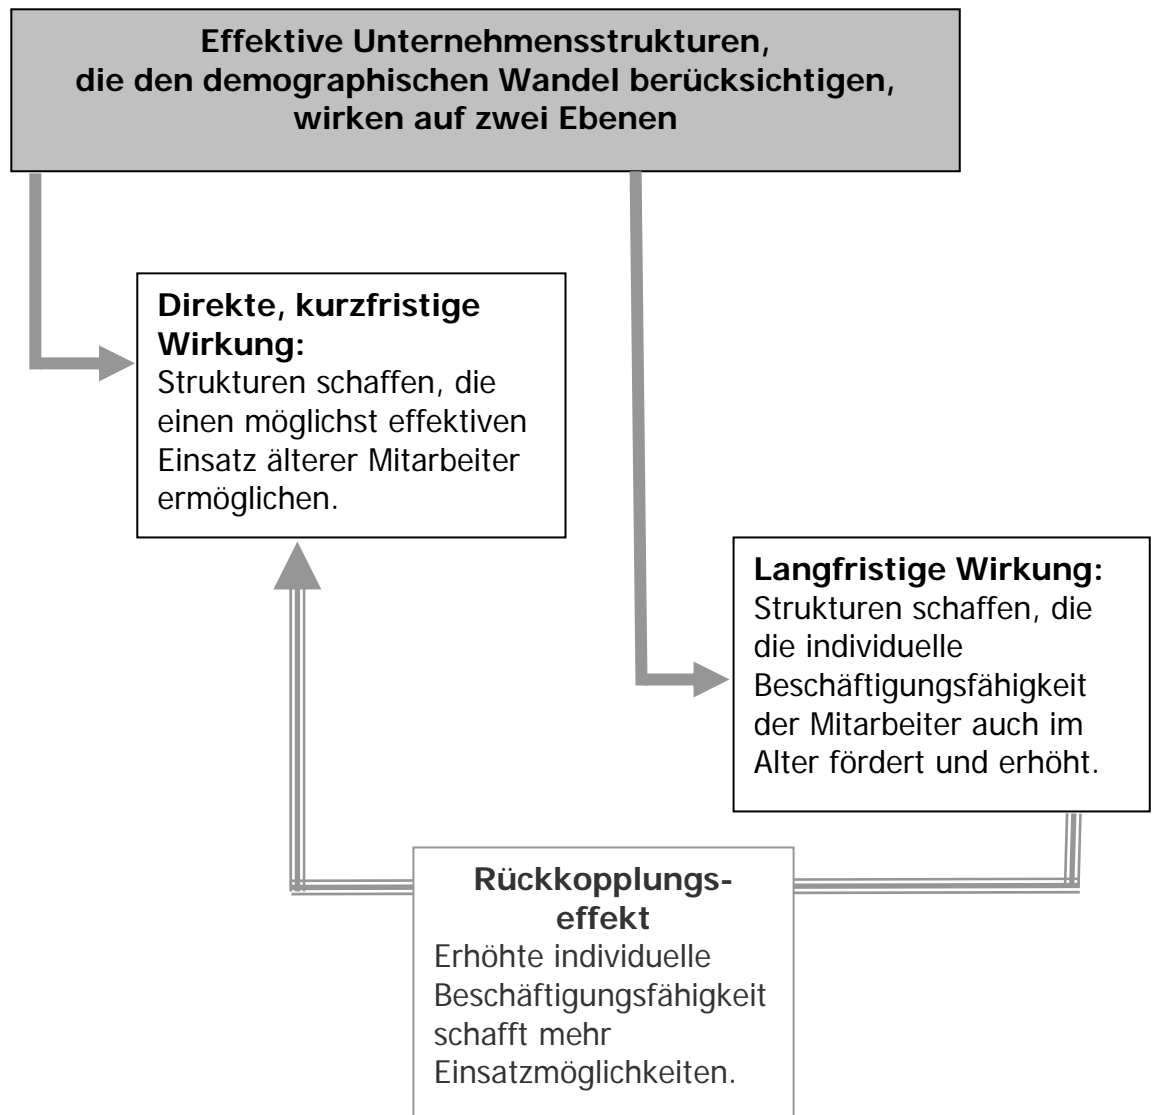 Effektive Unternehmensstrukturen,
die den demographischen Wandel berücksichtigen,
wirken auf zwei Ebenen
Direkte, kurzfristige
Wirkung:
Strukturen schaffen, die
einen möglichst effektiven
Einsatz älterer Mitarbeiter
ermöglichen.
Langfristige Wirkung:
Strukturen schaffen, die
die individuelle
Beschäftigungsfähigkeit
der Mitarbeiter auch im
Alter fördert und erhöht.
Rückkopplungs-
effekt
Erhöhte individuelle
Beschäftigungsfähigkeit
schafft mehr
Einsatzmöglichkeiten.